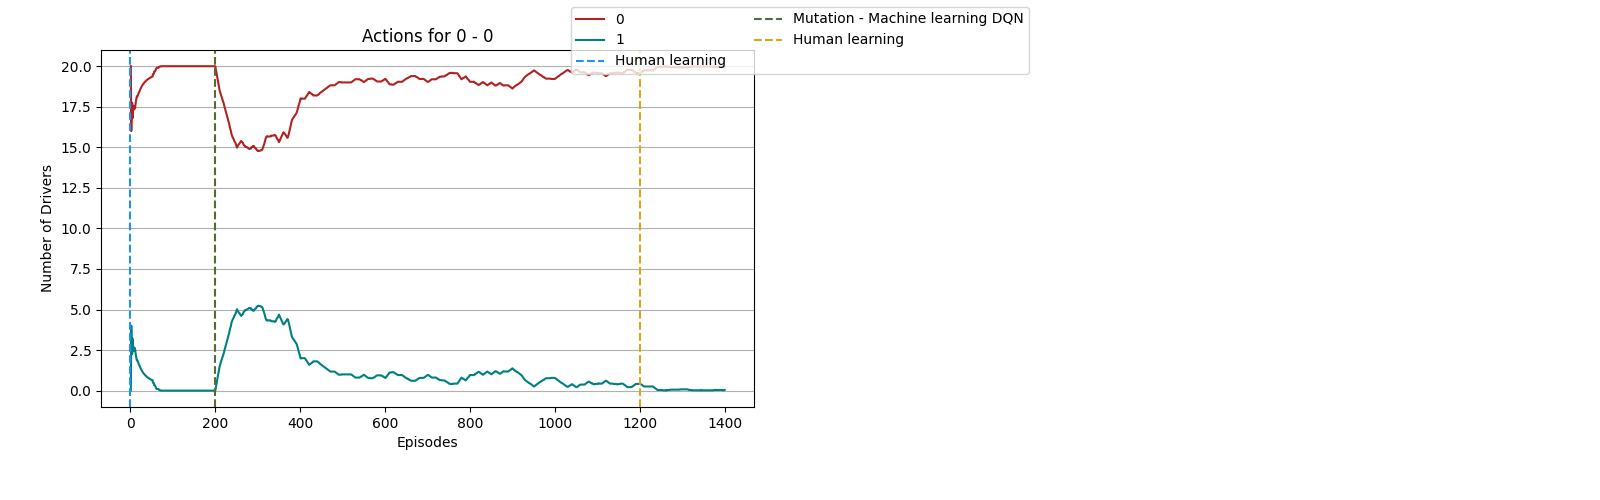 0
1
Human learning
Mutation - Machine learning DQN
Human learning
Actions for 0 - 0
Number of Drivers
20.0
17.5
15.0
12.5
10.0
7.5
5.0
2.5
0.0
0 200 400 600 800 1000 1200 1400
Episodes